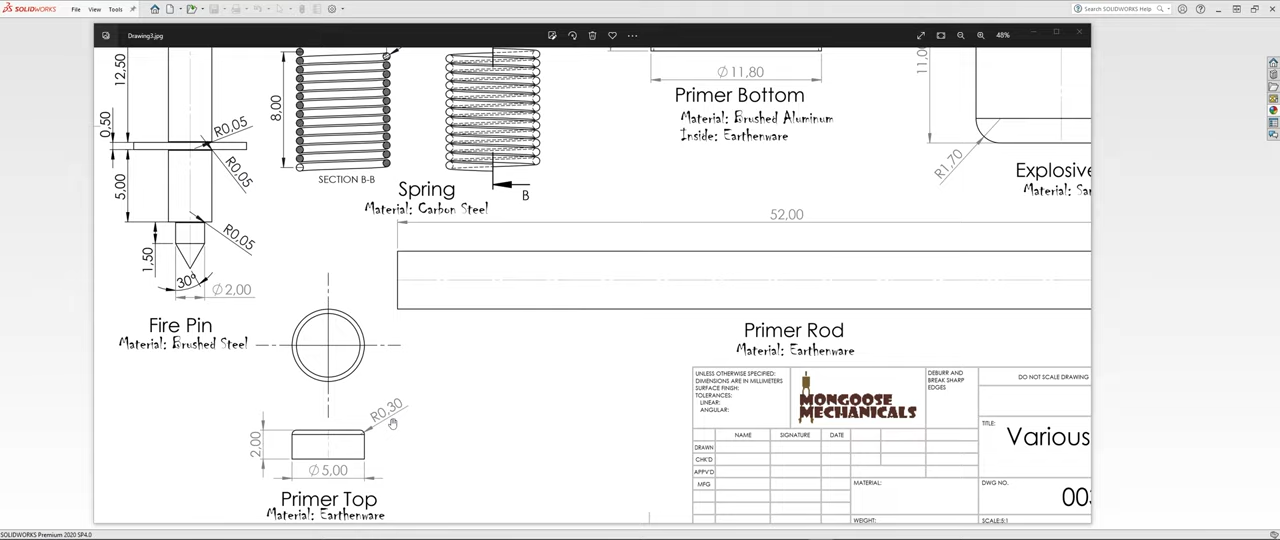 SOLIDWORKS
File
View
Tools
Search SOLIDWORKS Help
Drawing3.jpg
48%
12,50
0,50
R0,05
R0,05
5,00
R0,05
1,50
30°
Ø 2,00
Fire Pin
Material: Brushed Steel
8,00
SECTION B-B
B
Spring
Material: Carbon Steel
Ø 11,80
Primer Bottom
Material: Brushed Aluminum
Inside: Earthenware
R1,70
Explosive
52,00
Primer Rod
Material: Earthenware
R0,30
2,00
Ø 5,00
Primer Top
Material: Earthenware
UNLESS OTHERWISE SPECIFIED:
DIMENSIONS ARE IN MILLIMETERS
SURFACE FINISH:
TOLERANCES:
LINEAR:
ANGULAR:
MONGOOSE
MECHANICALS
DEBURR AND
BREAK SHARP
EDGES
DO NOT SCALE DRAWING
NAME
SIGNATURE
DATE
DRAWN
CHK'D
APPV'D
MFG
TITLE:
Various
MATERIAL:
DWG NO.
WEIGHT:
SCALE:5:1
SOLIDWORKS Premium 2020 SP4.0